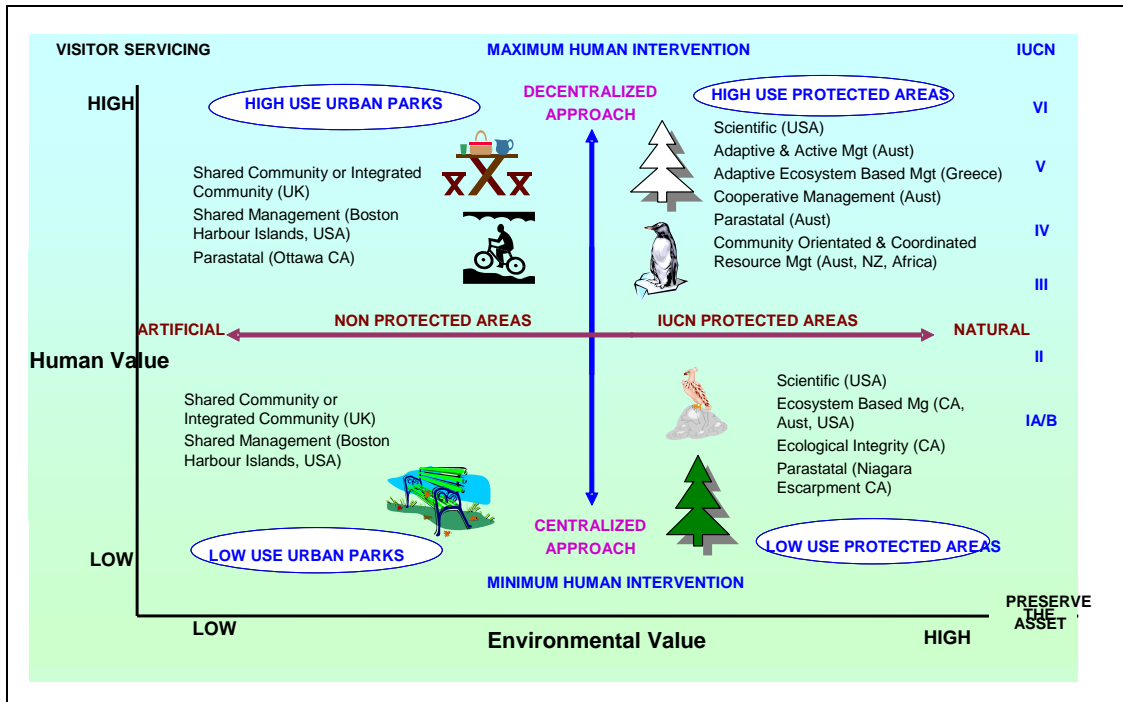 VISITOR SERVICING
MAXIMUM HUMAN INTERVENTION
IUCN
HIGH
HIGH USE URBAN PARKS
DECENTRALIZED
APPROACH
HIGH USE PROTECTED AREAS
VI
V
IV
III
Shared Community or Integrated
Community (UK)
Shared Management (Boston
Harbour Islands, USA)
Parastatal (Ottawa CA)
Scientific (USA)
Adaptive & Active Mgt (Aust)
Adaptive Ecosystem Based Mgt (Greece)
Cooperative Management (Aust)
Parastatal (Aust)
Community Orientated & Coordinated
Resource Mgt (Aust, NZ, Africa)
ARTIFICIAL
NON PROTECTED AREAS
IUCN PROTECTED AREAS
NATURAL
Human Value
II
IA/B
Shared Community or
Integrated Community (UK)
Shared Management (Boston
Harbour Islands, USA)
Scientific (USA)
Ecosystem Based Mg (CA,
Aust, USA)
Ecological Integrity (CA)
Parastatal (Niagara
Escarpment CA)
LOW
LOW USE URBAN PARKS
CENTRALIZED
APPROACH
LOW USE PROTECTED AREAS
MINIMUM HUMAN INTERVENTION
LOW
Environmental Value
HIGH
PRESERVE
THE
ASSET